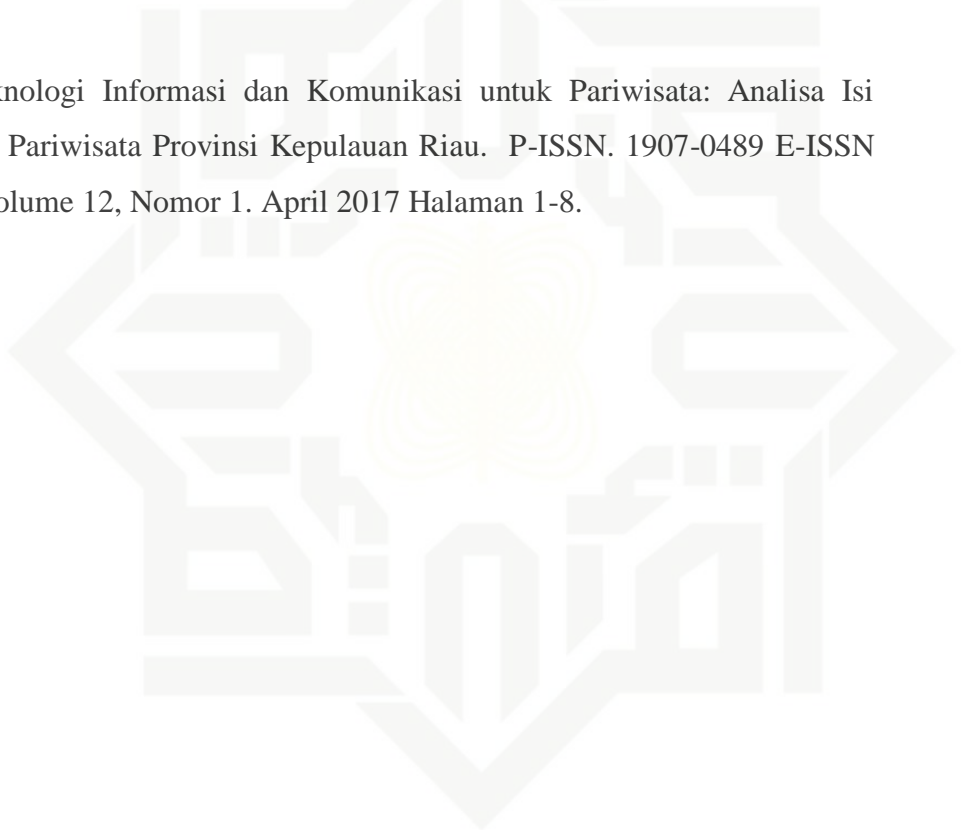 knologi Informasi dan Komunikasi untuk Pariwisata: Analisa Isi
Pariwisata Provinsi Kepulauan Riau. P-ISSN. 1907-0489 E-ISSN
olume 12, Nomor 1. April 2017 Halaman 1-8.